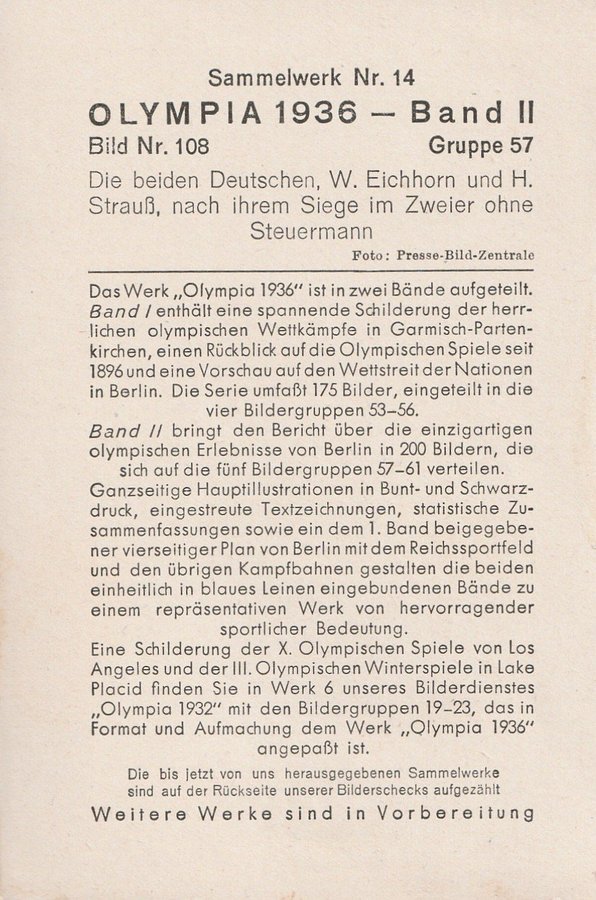 Sammelwerk Nr. 14
OLYMPIA 1936 — Band II
Bild Nr. 108 Gruppe 57
Die beiden Deutschen, W. Eichhorn und H.
Strauß, nach ihrem Siege im Zweier ohne
Steuermann
Foto: Presse-Bild-Zentrale
Das Werk „Olympia 1936“ ist in zwei Bände aufgeteilt.
Band I enthält eine spannende Schilderung der herr-
lichen olympischen Wettkämpfe in Garmisch-Parten-
kirchen, einen Rückblick auf die Olympischen Spiele seit
1896 und eine Vorschau auf den Wettstreit der Nationen
in Berlin. Die Serie umfaßt 175 Bilder, eingeteilt in die
vier Bildergruppen 53–56.
Band II bringt den Bericht über die einzigartigen
olympischen Erlebnisse von Berlin in 200 Bildern, die
sich auf die fünf Bildergruppen 57–61 verteilen.
Ganzseitige Hauptillustrationen in Bunt- und Schwarz-
druck, eingestreute Textzeichnungen, statistische Zu-
sammenfassungen sowie ein dem 1. Band beigegebe-
ner vierseitiger Plan von Berlin mit dem Reichssportfeld
und den übrigen Kampfbahnen gestalten die beiden
einheitlich in blaues Leinen eingebundenen Bände zu
einem repräsentativen Werk von hervorragender
sportlicher Bedeutung.
Eine Schilderung der X. Olympischen Spiele von Los
Angeles und der III. Olympischen Winterspiele in Lake
Placid finden Sie in Werk 6 unseres Bilderdienstes
„Olympia 1932“ mit den Bildergruppen 19–23, das in
Format und Aufmachung dem Werk „Olympia 1936“
angepaßt ist.
Die bis jetzt von uns herausgegebenen Sammelwerke
sind auf der Rückseite unserer Bilderschecks aufgezählt
Weitere Werke sind in Vorbereitung